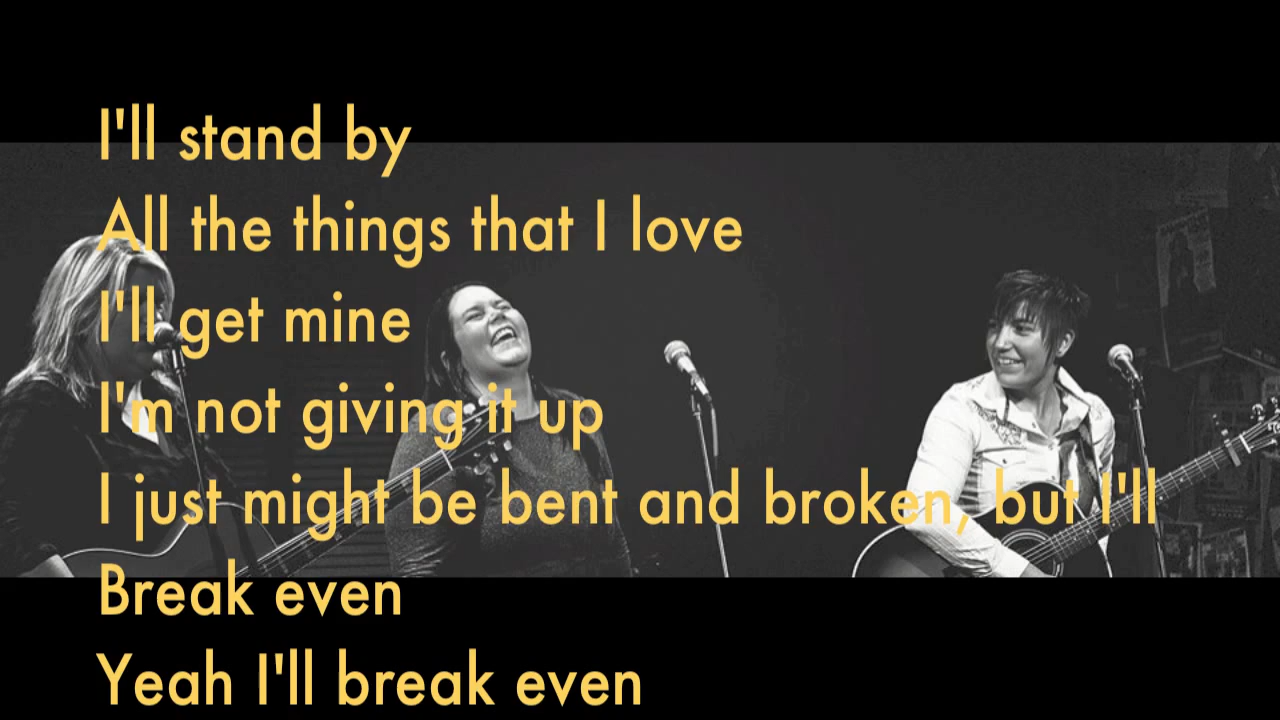 I'll stand by
All the things that I love
I'll get mine
I'm not giving it up
I just might be bent and broken, but I'll
Break even
Yeah I'll break even